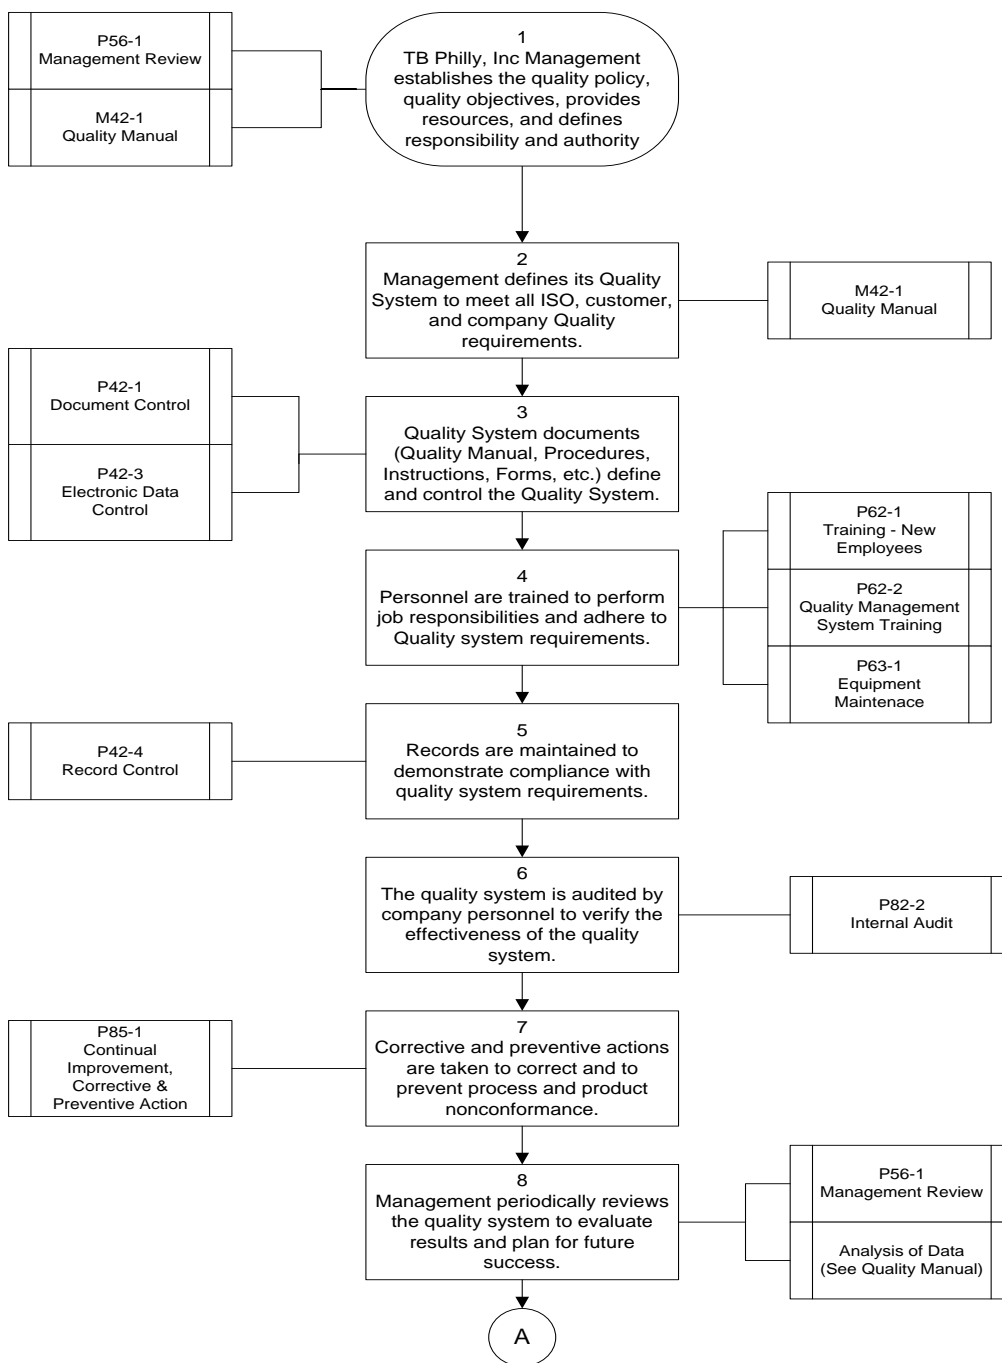 P56-1
Management Review
M42-1
Quality Manual
1
TB Philly, Inc Management
establishes the quality policy,
quality objectives, provides
resources, and defines
responsibility and authority
2
Management defines its Quality
System to meet all ISO, customer,
and company Quality
requirements.
M42-1
Quality Manual
P42-1
Document Control
P42-3
Electronic Data
Control
3
Quality System documents
(Quality Manual, Procedures,
Instructions, Forms, etc.) define
and control the Quality System.
4
Personnel are trained to perform
job responsibilities and adhere to
Quality system requirements.
P62-1
Training - New
Employees
P62-2
Quality Management
System Training
P63-1
Equipment
Maintenace
P42-4
Record Control
5
Records are maintained to
demonstrate compliance with
quality system requirements.
6
The quality system is audited by
company personnel to verify the
effectiveness of the quality
system.
P82-2
Internal Audit
P85-1
Continual
Improvement,
Corrective &
Preventive Action
7
Corrective and preventive actions
are taken to correct and to
prevent process and product
nonconformance.
8
Management periodically reviews
the quality system to evaluate
results and plan for future
success.
P56-1
Management Review
Analysis of Data
(See Quality Manual)
A